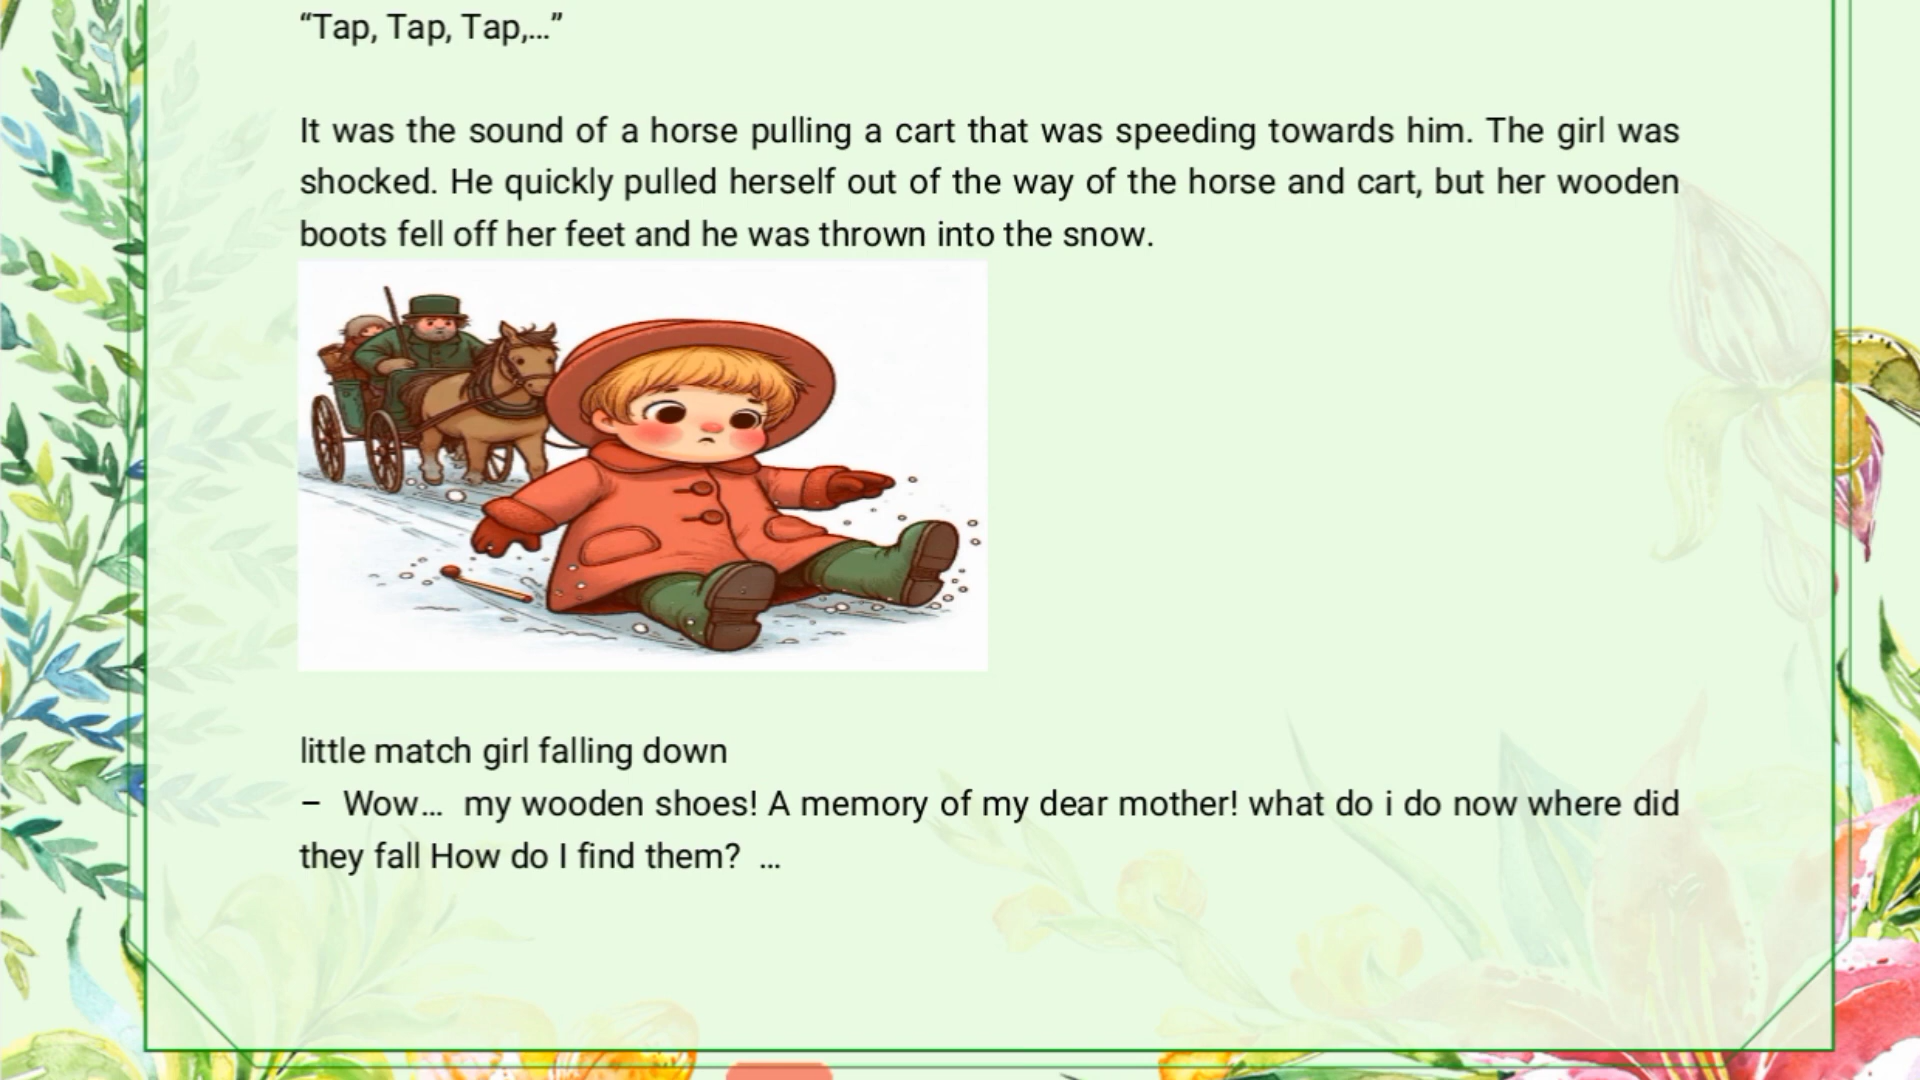 “Tap, Tap, Tap,…”
It was the sound of a horse pulling a cart that was speeding towards him. The girl was
shocked. He quickly pulled herself out of the way of the horse and cart, but her wooden
boots fell off her feet and he was thrown into the snow.
little match girl falling down
– Wow… my wooden shoes! A memory of my dear mother! what do i do now where did
they fall How do I find them? …